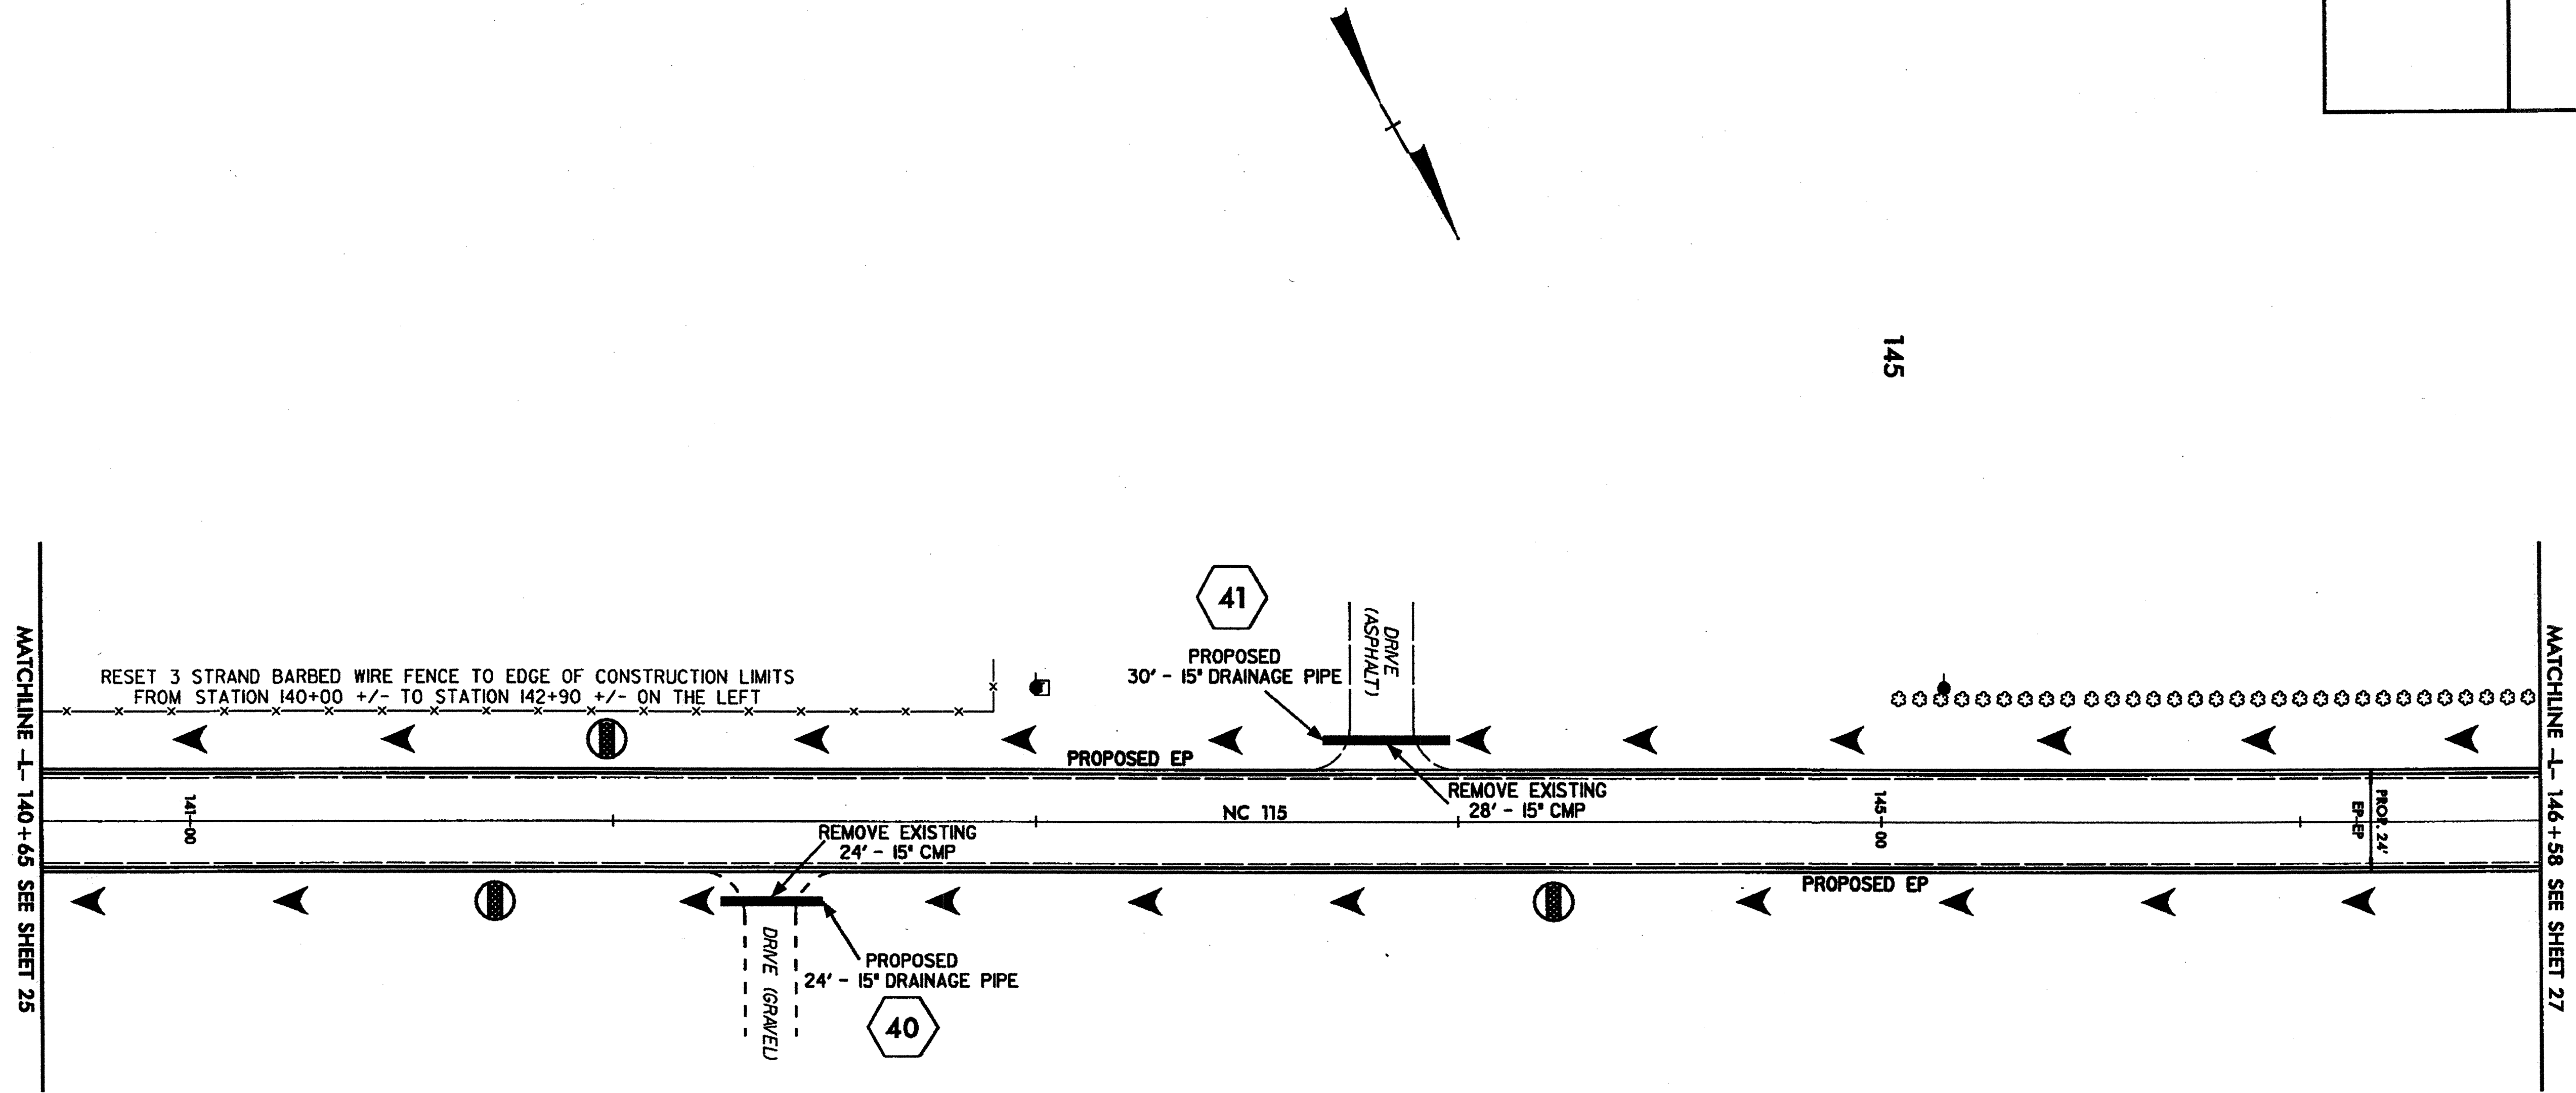 145
41
PROPOSED
30' - 15" DRAINAGE PIPE
DRIVE
(ASPHALT)
RESET 3 STRAND BARBED WIRE FENCE TO EDGE OF CONSTRUCTION LIMITS
FROM STATION 140+00 +/- TO STATION 142+90 +/- ON THE LEFT
MATCHLINE -L- 140+65 SEE SHEET 25
MATCHLINE -L- 146+58 SEE SHEET 27
PROPOSED EP
REMOVE EXISTING
28' - 15" CMP
141+00
NC 115
145+00
PROP. 24'
EP-EP
REMOVE EXISTING
24' - 15" CMP
PROPOSED EP
DRIVE (GRAVEL)
PROPOSED
24' - 15" DRAINAGE PIPE
40